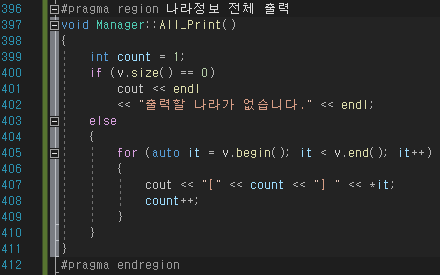 396 #pragma region 나라정보 전체 출력
397 void Manager::All_Print()
398 {
399 int count = 1;
400 if (v.size() == 0)
401 cout << endl
402 << "출력할 나라가 없습니다." << endl;
403 else
404 {
405 for (auto it = v.begin(); it < v.end(); it++)
406 {
407 cout << "[" << count << "] " << *it;
408 count++;
409 }
410 }
411 }
412 #pragma endregion